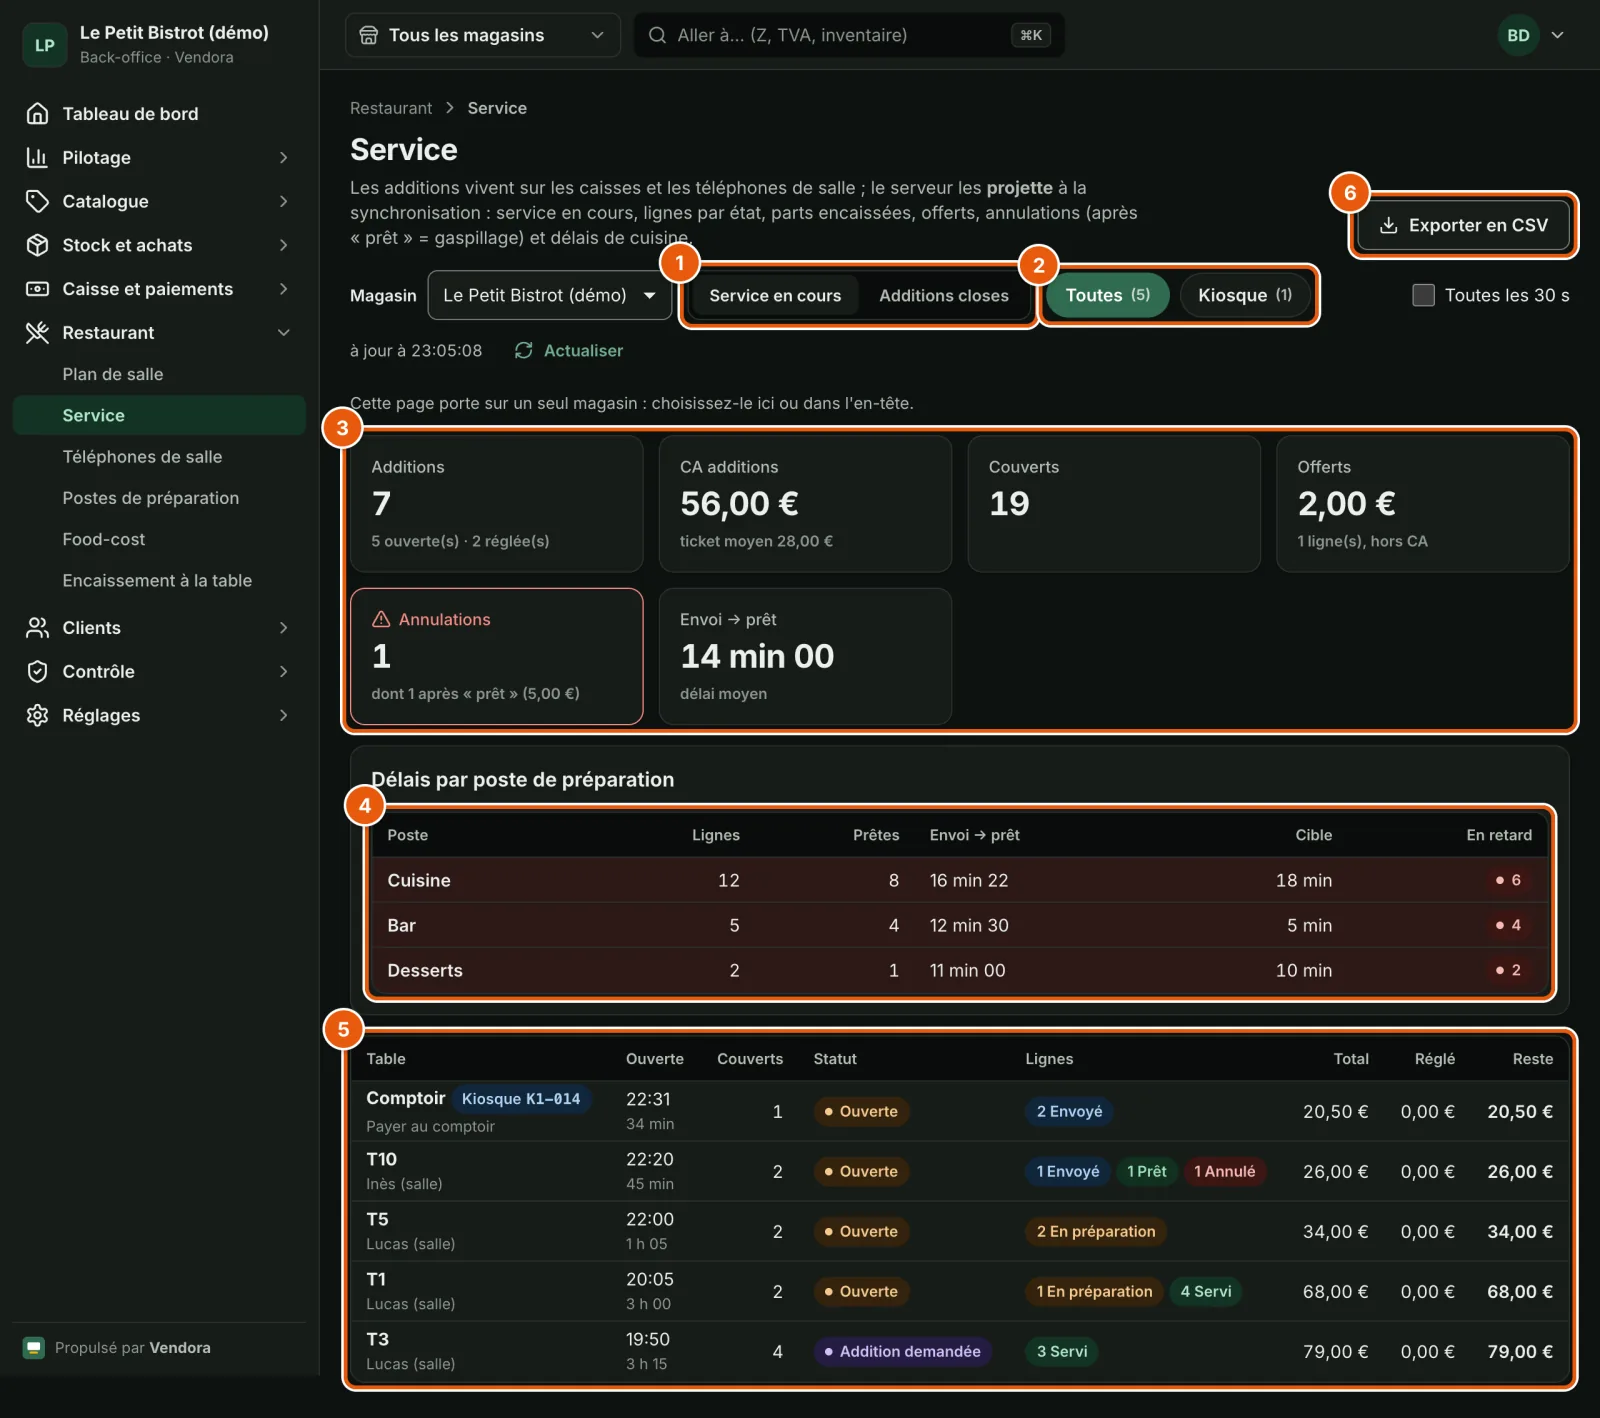 LP
Le Petit Bistrot (démo)
Back-office · Vendora
Tous les magasins
Aller à... (Z, TVA, inventaire)
⌘K
BD
Tableau de bord
Pilotage
Catalogue
Stock et achats
Caisse et paiements
Restaurant
Plan de salle
Service
Téléphones de salle
Postes de préparation
Food-cost
Encaissement à la table
Clients
Contrôle
Réglages
Propulsé par Vendora
Restaurant > Service
Service
Les additions vivent sur les caisses et les téléphones de salle ; le serveur les projette à la
synchronisation : service en cours, lignes par état, parts encaissées, offerts, annulations (après
« prêt » = gaspillage) et délais de cuisine.
6
Exporter en CSV
Magasin
Le Petit Bistrot (démo)
1
Service en cours
Additions closes
2
Toutes (5)
Kiosque (1)
Toutes les 30 s
à jour à 23:05:08
Actualiser
Cette page porte sur un seul magasin : choisissez-le ici ou dans l'en-tête.
3
Additions
7
5 ouverte(s) · 2 réglée(s)
CA additions
56,00 €
ticket moyen 28,00 €
Couverts
19
Offerts
2,00 €
1 ligne(s), hors CA
Annulations
1
dont 1 après « prêt » (5,00 €)
Envoi → prêt
14 min 00
délai moyen
Délais par poste de préparation
4
Poste Lignes Prêtes Envoi → prêt Cible En retard
Cuisine 12 8 16 min 22 18 min 6
Bar 5 4 12 min 30 5 min 4
Desserts 2 1 11 min 00 10 min 2
5
Table Ouverte Couverts Statut Lignes Total Réglé Reste
Comptoir Kiosque K1-014 22:31 1 Ouverte 2 Envoyé 20,50 € 0,00 € 20,50 €
Payer au comptoir 34 min
T10 22:20 2 Ouverte 1 Envoyé 1 Prêt 1 Annulé 26,00 € 0,00 € 26,00 €
Inès (salle) 45 min
T5 22:00 2 Ouverte 2 En préparation 34,00 € 0,00 € 34,00 €
Lucas (salle) 1 h 05
T1 20:05 2 Ouverte 1 En préparation 4 Servi 68,00 € 0,00 € 68,00 €
Lucas (salle) 3 h 00
T3 19:50 4 Addition demandée 3 Servi 79,00 € 0,00 € 79,00 €
Lucas (salle) 3 h 15